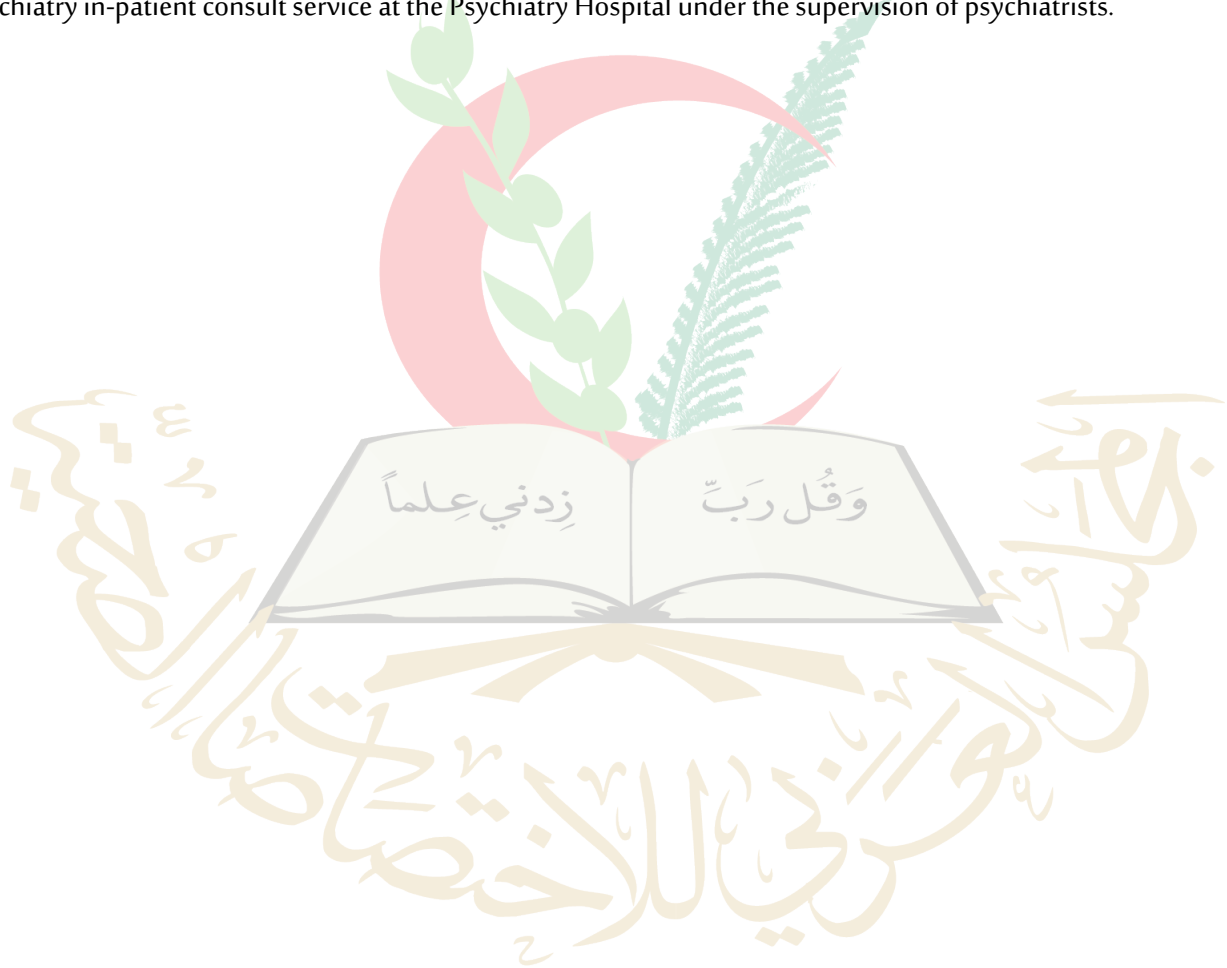 chiatry in-patient consult service at the Psychiatry Hospital under the supervision of psychiatrists.
وَقُل رَبِّ
زِدني عِلماً
المجلس العربي للاختصاصات الصحية